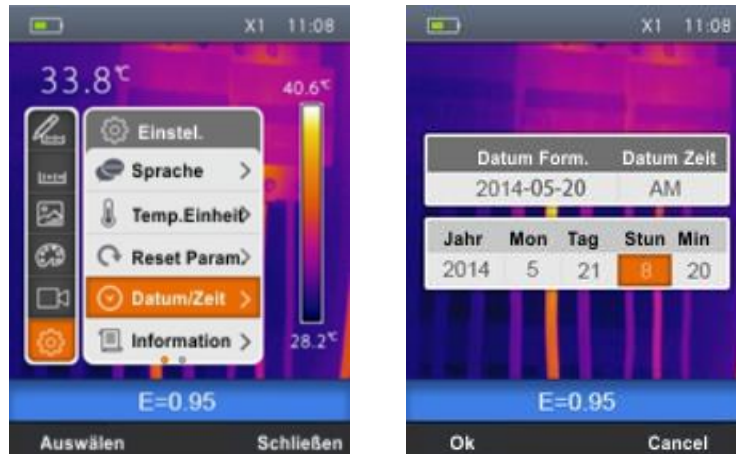 X1 11:08
33.8℃
40.6℃
Einstel.
Sprache
Temp.Einheit
Reset Param.
Datum/Zeit
Information
28.2℃
E=0.95
Auswälen Schließen
X1 11:08
Datum Form. Datum Zeit
2014-05-20 AM
Jahr Mon Tag Stun Min
2014 5 21 8 20
E=0.95
Ok Cancel